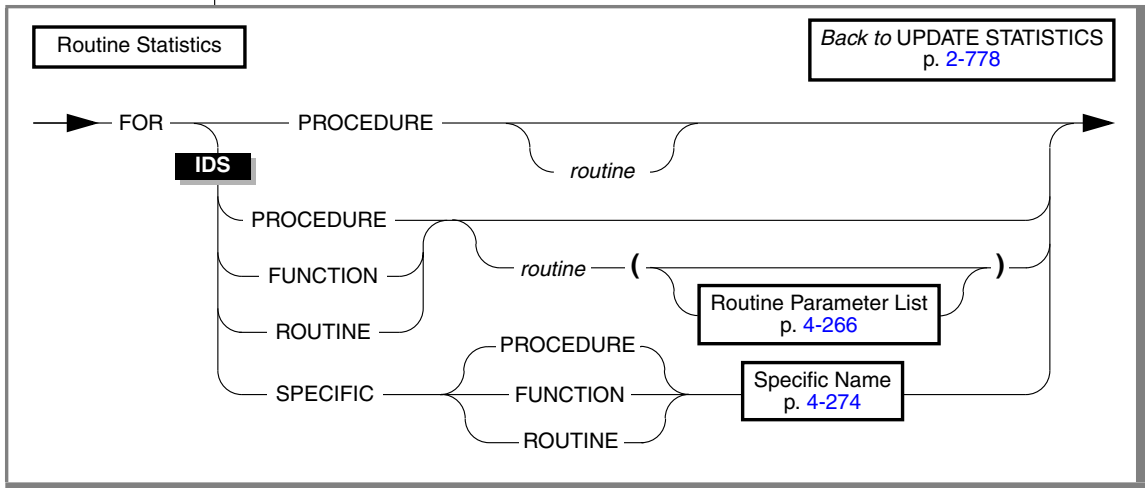 Routine Statistics
Back to UPDATE STATISTICS
p. 2-778
FOR PROCEDURE
routine
IDS
PROCEDURE
FUNCTION
routine ( )
Routine Parameter List
p. 4-266
ROUTINE
PROCEDURE
SPECIFIC FUNCTION
ROUTINE
Specific Name
p. 4-274